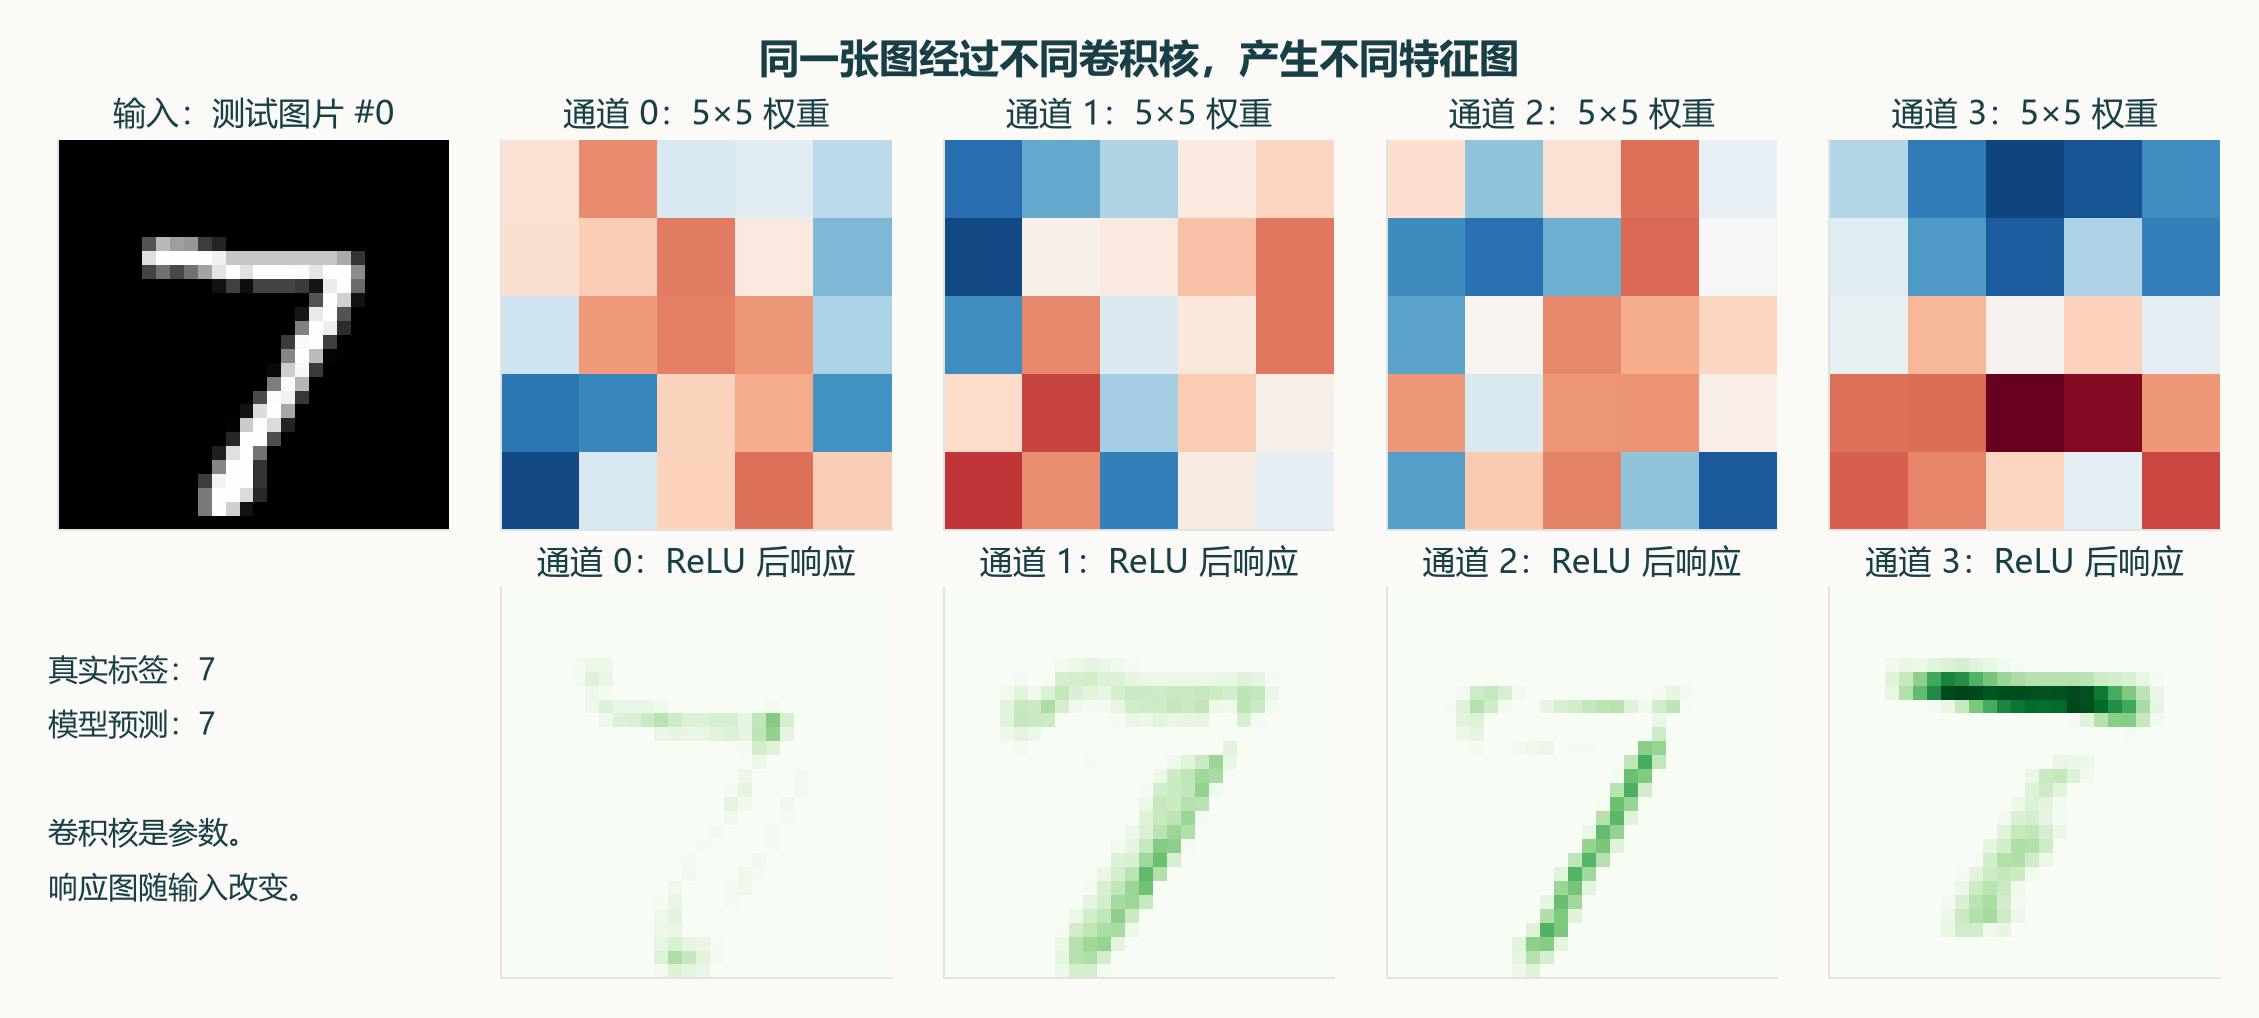 同一张图经过不同卷积核，产生不同特征图
输入：测试图片 #0
通道 0：5×5 权重
通道 1：5×5 权重
通道 2：5×5 权重
通道 3：5×5 权重
通道 0：ReLU 后响应
通道 1：ReLU 后响应
通道 2：ReLU 后响应
通道 3：ReLU 后响应
真实标签：7
模型预测：7
卷积核是参数。
响应图随输入改变。